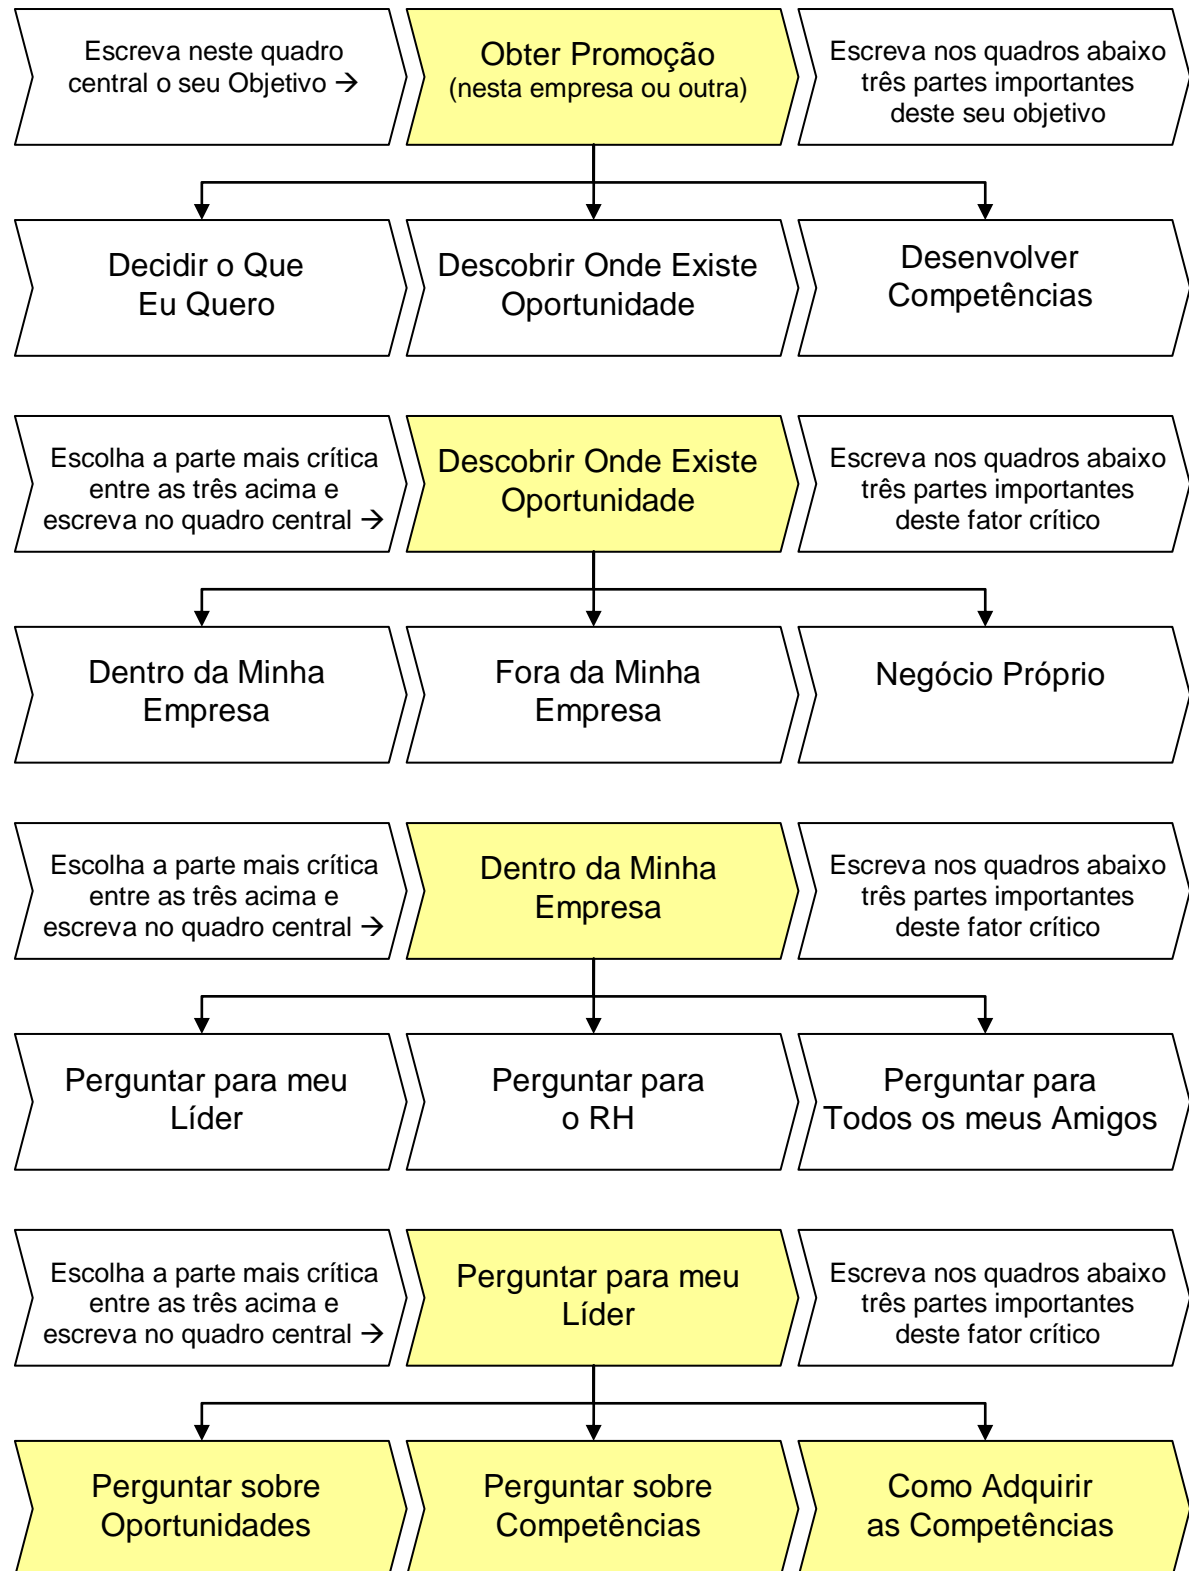 Escreva neste quadro
central o seu Objetivo →
Obter Promoção
(nesta empresa ou outra)
Escreva nos quadros abaixo
três partes importantes
deste seu objetivo
Decidir o Que
Eu Quero
Descobrir Onde Existe
Oportunidade
Desenvolver
Competências
Escolha a parte mais crítica
entre as três acima e
escreva no quadro central →
Descobrir Onde Existe
Oportunidade
Escreva nos quadros abaixo
três partes importantes
deste fator crítico
Dentro da Minha
Empresa
Fora da Minha
Empresa
Negócio Próprio
Escolha a parte mais crítica
entre as três acima e
escreva no quadro central →
Dentro da Minha
Empresa
Escreva nos quadros abaixo
três partes importantes
deste fator crítico
Perguntar para meu
Líder
Perguntar para
o RH
Perguntar para
Todos os meus Amigos
Escolha a parte mais crítica
entre as três acima e
escreva no quadro central →
Perguntar para meu
Líder
Escreva nos quadros abaixo
três partes importantes
deste fator crítico
Perguntar sobre
Oportunidades
Perguntar sobre
Competências
Como Adquirir
as Competências